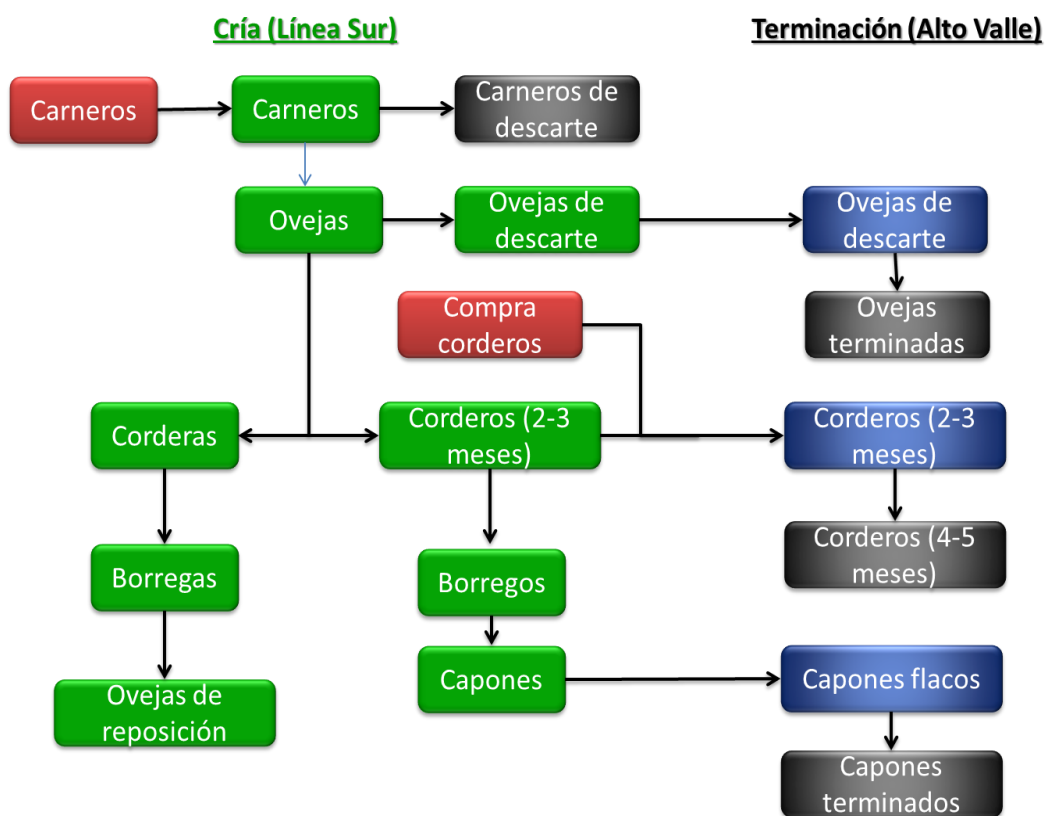 Cría (Línea Sur)
Terminación (Alto Valle)
Carneros
Carneros
Carneros de
descarte
Ovejas
Ovejas de
descarte
Ovejas de
descarte
Compra
corderos
Ovejas
terminadas
Corderas
Corderos (2-3
meses)
Corderos (2-3
meses)
Corderos (4-5
meses)
Borregas
Borregos
Ovejas de
reposición
Capones
Capones flacos
Capones
terminados